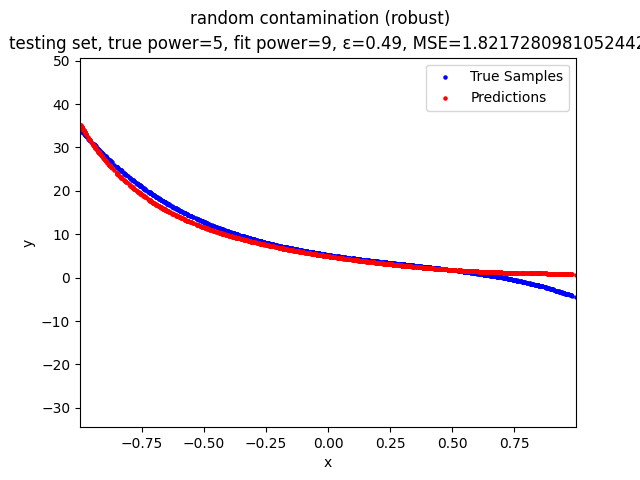 random contamination (robust)
testing set, true power=5, fit power=9, ε=0.49, MSE=1.8217280981052442
True Samples
Predictions
50
40
30
20
10
0
−10
−20
−30
y
−0.75 −0.50 −0.25 0.00 0.25 0.50 0.75
x